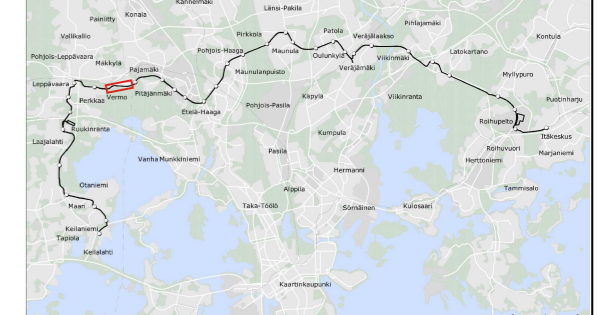 Kannelmäki
Länsi-Pakila
Konala
Painiitty
Pihlajamäki
Vallikallio
Pirkkola
Patola
Veräjälaakso
Kontula
Pohjois-Leppävaara
Pohjois-Haaga
Maunula
Oulunkylä
Viikinmäki
Latokartano
Mäkkylä
Pajamäki
Maunulanpuisto
Veräjämäki
Myllypuro
Leppävaara
Perkkaa
Vermo
Pitäjänmäki
Pohjois-Pasila
Käpylä
Viikinranta
Puotinharju
Etelä-Haaga
Roihupelto
Ruukinranta
Kumpula
Itäkeskus
Laajalahti
Vanha Munkkiniemi
Pasila
Roihuvuori
Marjaniemi
Herttoniemi
Hermanni
Otaniemi
Alppila
Tammisalo
Maari
Taka-Töölö
Sörnäinen
Kulosaari
Keilaniemi
Tapiola
Keilalahti
Kaartinkaupunki